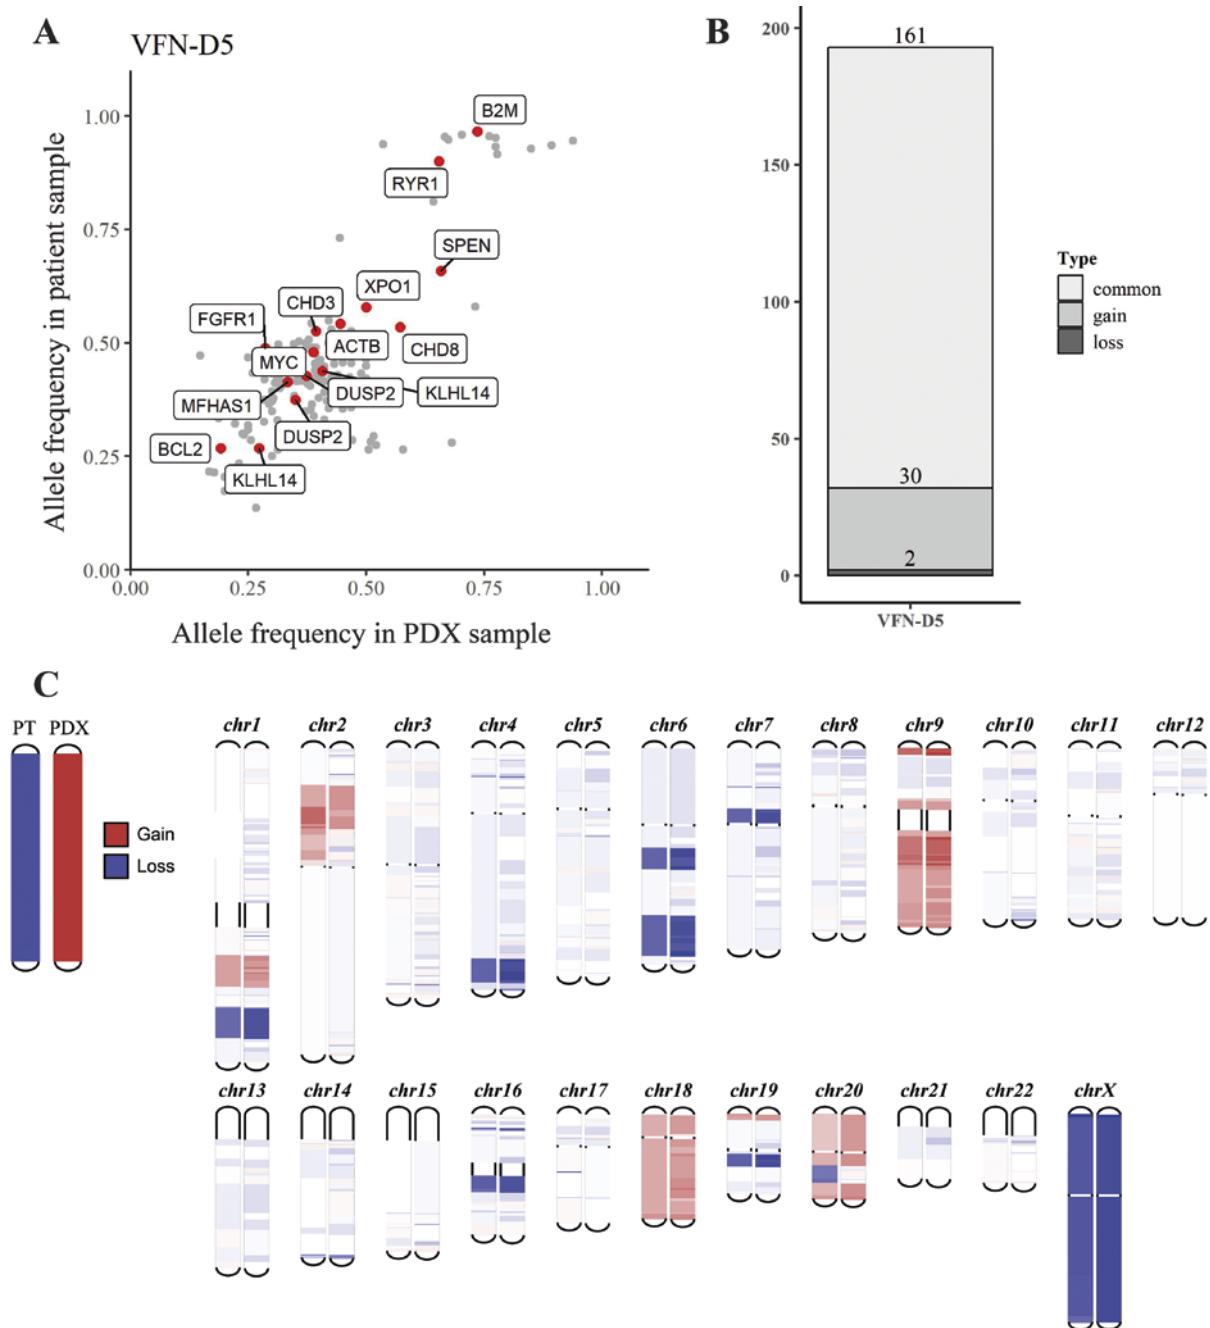 A
VFN-D5
Allele frequency in patient sample
1.00
0.75
0.50
0.25
0.00
B2M
RYR1
SPEN
XPO1
CHD3
FGFR1
ACTB
CHD8
MYC
DUSP2
KLHL14
MFHAS1
DUSP2
BCL2
KLHL14
0.00 0.25 0.50 0.75 1.00
Allele frequency in PDX sample
B
200
150
100
50
0
161
30
2
VFN-D5
Type
common
gain
loss
C
PT PDX
Gain
Loss
chr1 chr2 chr3 chr4 chr5 chr6 chr7 chr8 chr9 chr10 chr11 chr12
chr13 chr14 chr15 chr16 chr17 chr18 chr19 chr20 chr21 chr22 chrX